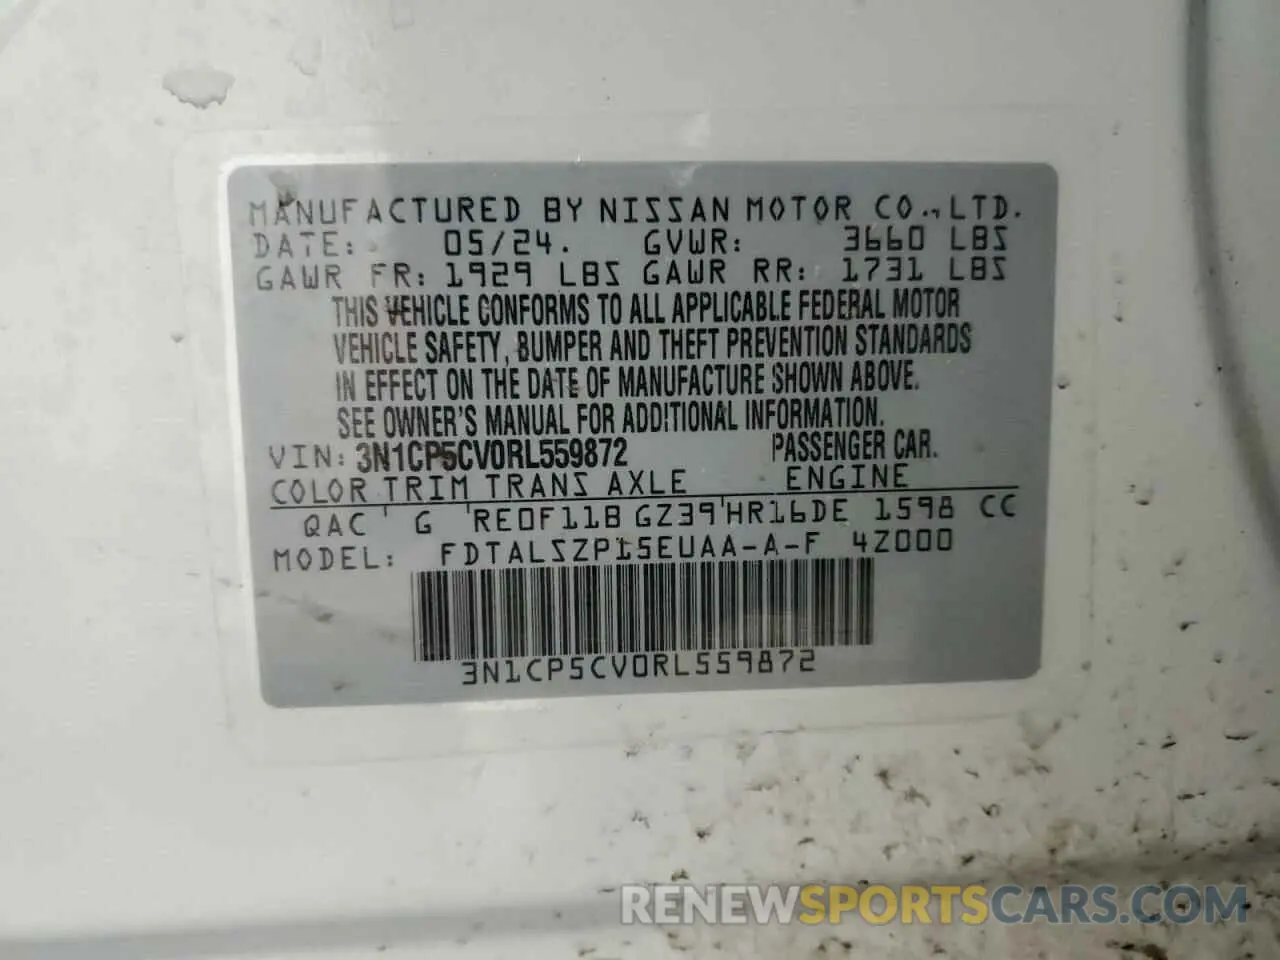 MANUFACTURED BY NISSAN MOTOR CO., LTD.
DATE: 05/24. GVWR: 3660 LBS
GAWR FR: 1929 LBS GAWR RR: 1731 LBS
THIS VEHICLE CONFORMS TO ALL APPLICABLE FEDERAL MOTOR
VEHICLE SAFETY, BUMPER AND THEFT PREVENTION STANDARDS
IN EFFECT ON THE DATE OF MANUFACTURE SHOWN ABOVE.
SEE OWNER'S MANUAL FOR ADDITIONAL INFORMATION.
VIN: 3N1CP5CV0RL559872 PASSENGER CAR.
COLOR TRIM TRANS AXLE ENGINE
QAC G RE0F11B GZ39 HR16DE 1598 CC
MODEL: FDTALSZP15EUAA-A-F 4Z000
3N1CP5CV0RL559872
RENEWSPORTSCARS.COM